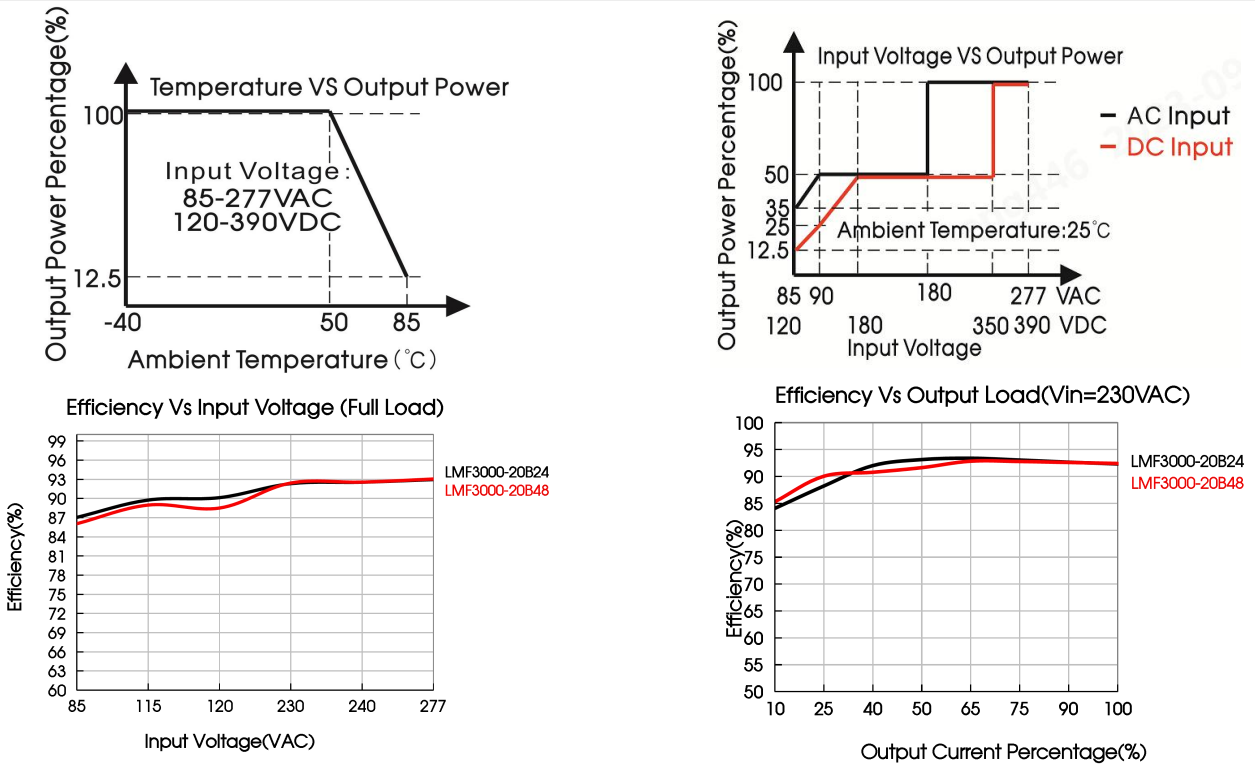 Output Power Percentage(%)
Temperature VS Output Power
100
Input Voltage:
85-277VAC
120-390VDC
12.5
-40 50 85
Ambient Temperature(℃)
Output Power Percentage(%)
Input Voltage VS Output Power
100
AC Input
DC Input
50
35
25
12.5
Ambient Temperature:25℃
85 90 180 277 VAC
120 180 350 390 VDC
Input Voltage
Efficiency Vs Input Voltage (Full Load)
Efficiency(%)
99
96
93
90
87
84
81
78
75
72
69
66
63
60
85 115 120 230 240 277
Input Voltage(VAC)
LMF3000-20B24
LMF3000-20B48
Efficiency Vs Output Load(Vin=230VAC)
Efficiency(%)
Efficiency(%)
100
95
90
85
80
75
70
65
60
55
50
10 25 40 50 65 75 90 100
Output Current Percentage(%)
LMF3000-20B24
LMF3000-20B48